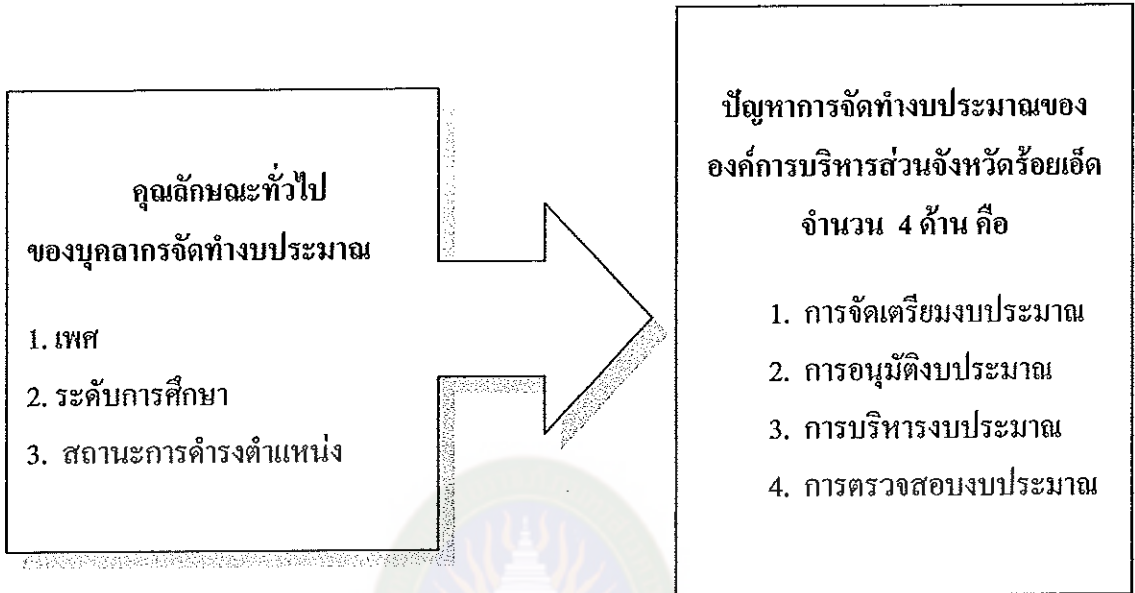 คุณลักษณะทั่วไป
ของบุคลากรจัดทำงบประมาณ
1. เพศ
2. ระดับการศึกษา
3. สถานะการดำรงตำแหน่ง
ปัญหาการจัดทำงบประมาณของ
องค์การบริหารส่วนจังหวัดร้อยเอ็ด
จำนวน 4 ด้าน คือ
1. การจัดเตรียมงบประมาณ
2. การอนุมัติงบประมาณ
3. การบริหารงบประมาณ
4. การตรวจสอบงบประมาณ